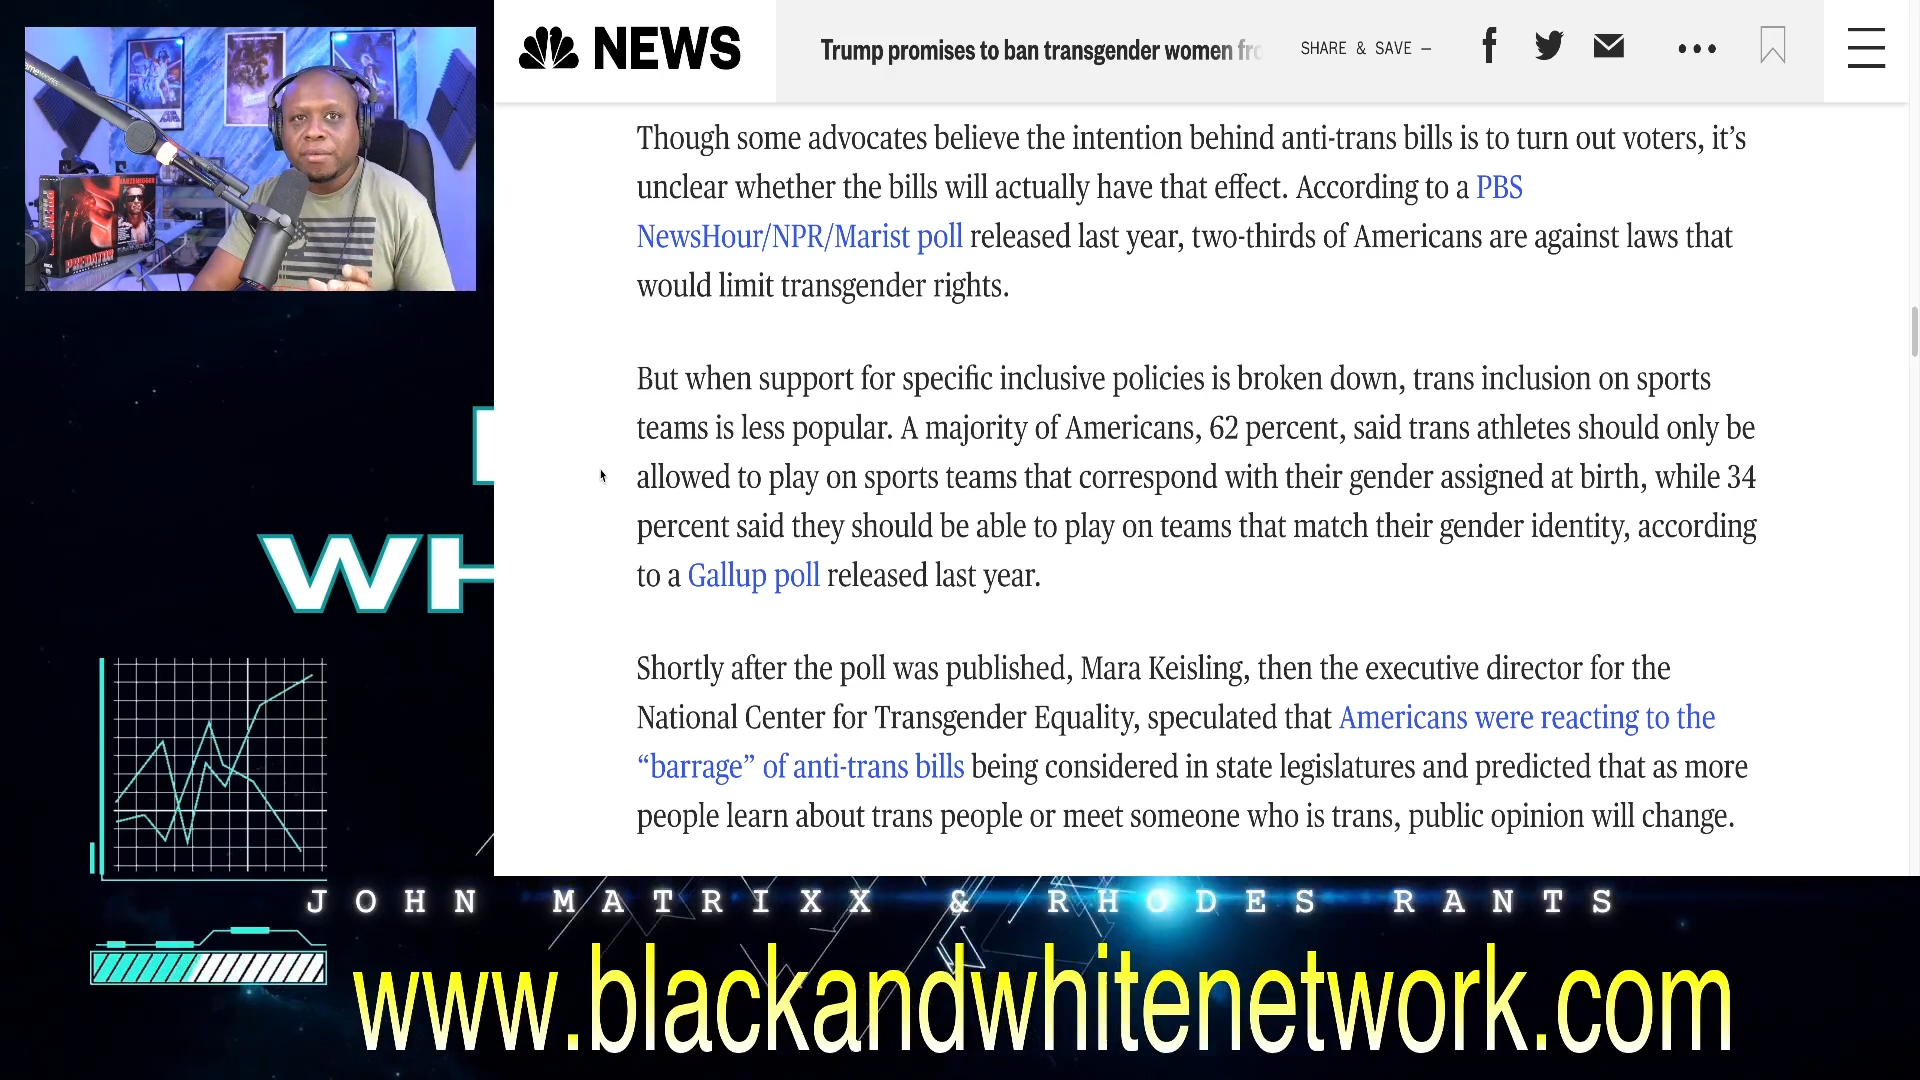 NEWS
Trump promises to ban transgender women fro
SHARE & SAVE –
Though some advocates believe the intention behind anti-trans bills is to turn out voters, it’s
unclear whether the bills will actually have that effect. According to a PBS
NewsHour/NPR/Marist poll released last year, two-thirds of Americans are against laws that
would limit transgender rights.
But when support for specific inclusive policies is broken down, trans inclusion on sports
teams is less popular. A majority of Americans, 62 percent, said trans athletes should only be
allowed to play on sports teams that correspond with their gender assigned at birth, while 34
percent said they should be able to play on teams that match their gender identity, according
to a Gallup poll released last year.
Shortly after the poll was published, Mara Keisling, then the executive director for the
National Center for Transgender Equality, speculated that Americans were reacting to the
“barrage” of anti-trans bills being considered in state legislatures and predicted that as more
people learn about trans people or meet someone who is trans, public opinion will change.
WH
PREDATOR
JOHN MATRIXX & RHODES RANTS
www.blackandwhitenetwork.com